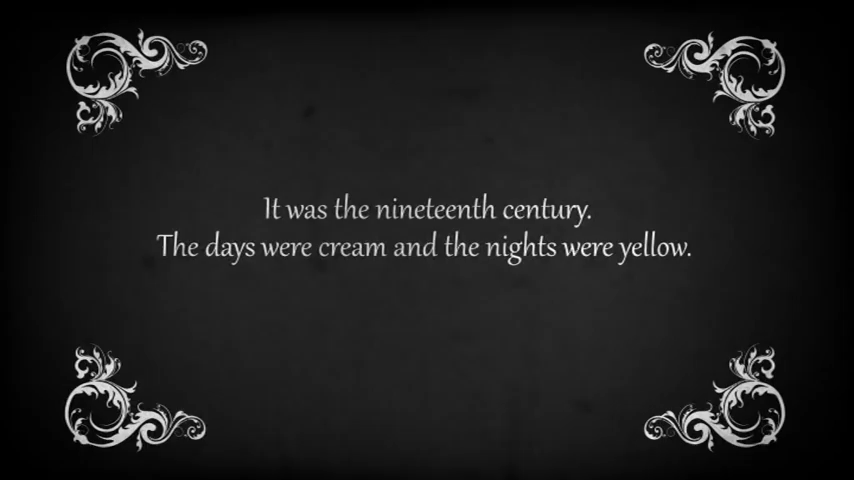 It was the nineteenth century.
The days were cream and the nights were yellow.